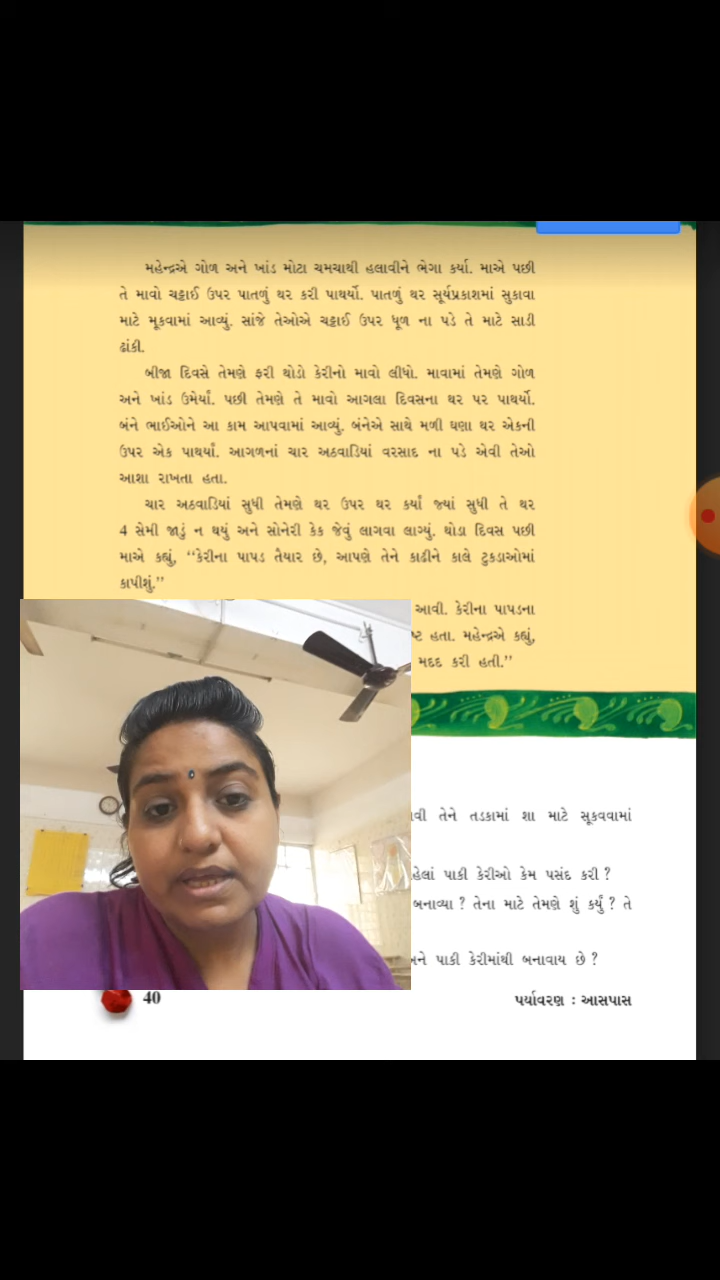 મહેન્દ્રએ ગોળ અને ખાંડ મોટા ચમચાથી હલાવીને ભેગા કર્યા. માએ પછી
તે માવો ચટ્ટાઈ ઉપર પાતળું થર કરી પાથર્યો. પાતળું થર સૂર્યપ્રકાશમાં સુકાવા
માટે મૂકવામાં આવ્યું. સાંજે તેઓએ ચટ્ટાઈ ઉપર ધૂળ ના પડે તે માટે સાડી
ઢાંકી.
બીજા દિવસે તેમણે ફરી થોડો કેરીનો માવો લીધો. માવામાં તેમણે ગોળ
અને ખાંડ ઉમેર્યાં. પછી તેમણે તે માવો આગલા દિવસના થર પર પાથર્યો.
બંને ભાઈઓને આ કામ આપવામાં આવ્યું. બંનેએ સાથે મળી ઘણા થર એકની
ઉપર એક પાથર્યાં. આગળનાં ચાર અઠવાડિયાં વરસાદ ના પડે એવી તેઓ
આશા રાખતા હતા.
ચાર અઠવાડિયાં સુધી તેમણે થર ઉપર થર કર્યાં જ્યાં સુધી તે થર
4 સેમી જાડું ન થયું અને સોનેરી કેક જેવું લાગવા લાગ્યું. થોડા દિવસ પછી
માએ કહ્યું, ‘‘કેરીના પાપડ તૈયાર છે, આપણે તેને કાઢીને કાલે ટુકડાઓમાં
કાપીશું.’’
આવી. કેરીના પાપડના
હતા. મહેન્દ્રએ કહ્યું,
મદદ કરી હતી.’’
તેને તડકામાં શા માટે સૂકવવામાં
પાકી કેરીઓ કેમ પસંદ કરી ?
બનાવ્યા ? તેના માટે તેમણે શું કર્યું ? તે
પાકી કેરીમાંથી બનાવાય છે ?
40 પર્યાવરણ : આસપાસ